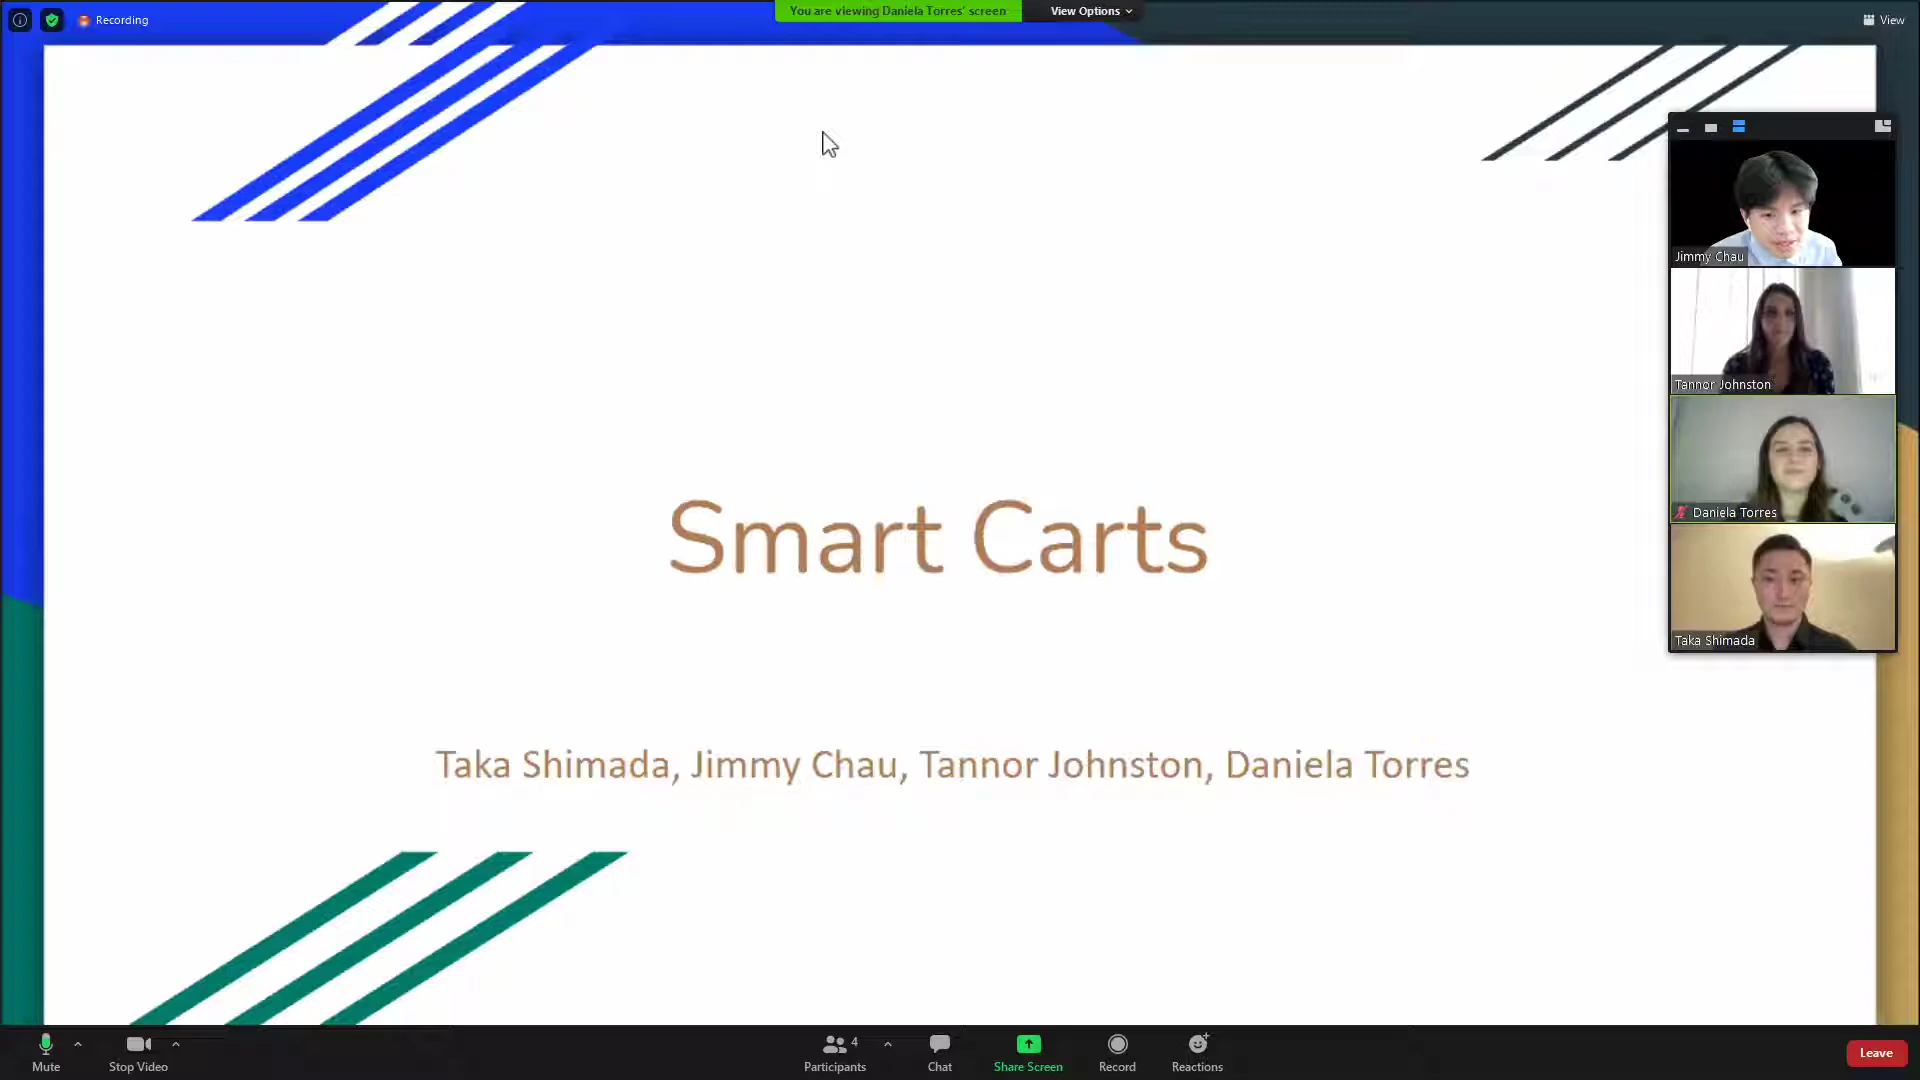 Recording
You are viewing Daniela Torres' screen
View Options
View
Jimmy Chau
Tannor Johnston
Daniela Torres
Taka Shimada
Smart Carts
Taka Shimada, Jimmy Chau, Tannor Johnston, Daniela Torres
Mute
Stop Video
4
Participants
Chat
Share Screen
Record
Reactions
Leave